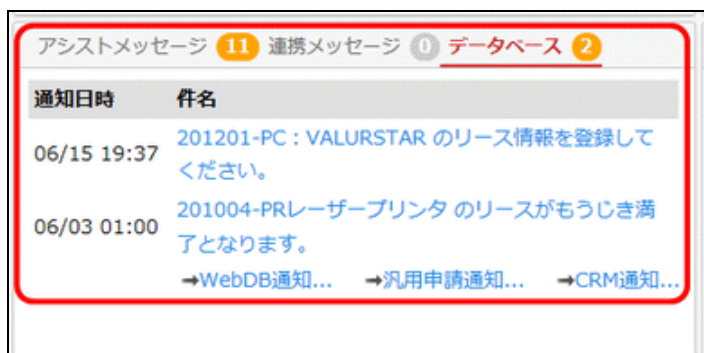 アシストメッセージ 11 連携メッセージ 0 データベース 2
通知日時 件名
06/15 19:37 201201-PC：VALURSTAR のリース情報を登録して
ください。
06/03 01:00 201004-PRレーザープリンタ のリースがもうじき満
了となります。
➡WebDB通知... ➡汎用申請通知... ➡CRM通知...